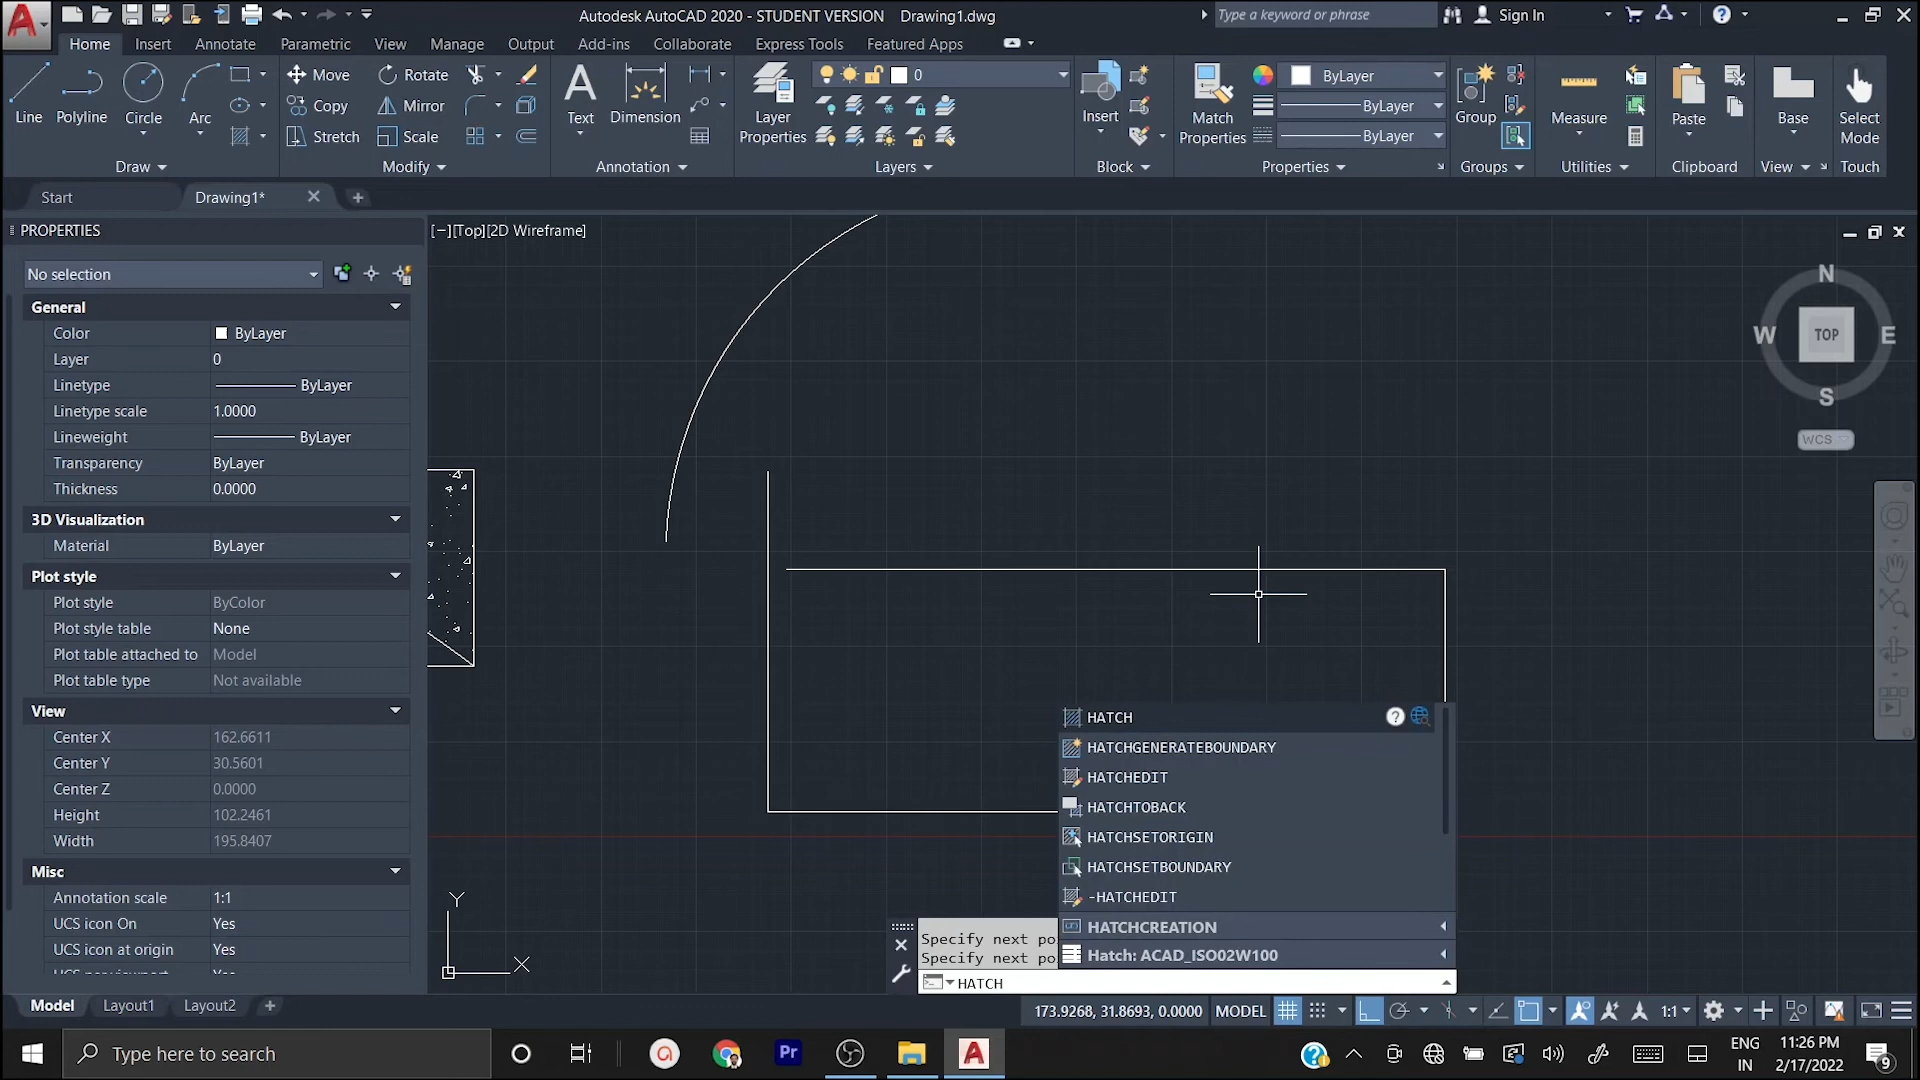 Autodesk AutoCAD 2020 - STUDENT VERSION Drawing1.dwg
Type a keyword or phrase
Sign In
Home Insert Annotate Parametric View Manage Output Add-ins Collaborate Express Tools Featured Apps
Line Polyline Circle Arc
Move Rotate
Copy Mirror
Stretch Scale
Text Dimension
Layer Properties
0
Insert
Match Properties
ByLayer
ByLayer
ByLayer
Group
Measure
Paste
Base
Select Mode
Draw Modify Annotation Layers Block Properties Groups Utilities Clipboard View Touch
Start Drawing1*
PROPERTIES
[−][Top][2D Wireframe]
No selection
General
Color ByLayer
Layer 0
Linetype ByLayer
Linetype scale 1.0000
Lineweight ByLayer
Transparency ByLayer
Thickness 0.0000
3D Visualization
Material ByLayer
Plot style
Plot style ByColor
Plot style table None
Plot table attached to Model
Plot table type Not available
View
Center X 162.6611
Center Y 30.5601
Center Z 0.0000
Height 102.2461
Width 195.8407
Misc
Annotation scale 1:1
UCS icon On Yes
UCS icon at origin Yes
N
W TOP E
S
WCS
HATCH
HATCHGENERATEBOUNDARY
HATCHEDIT
HATCHTOBACK
HATCHSETORIGIN
HATCHSETBOUNDARY
-HATCHEDIT
HATCHCREATION
Hatch: ACAD_ISO02W100
Y
X
Specify next po
Specify next po
HATCH
Model Layout1 Layout2
173.9268, 31.8693, 0.0000 MODEL 1:1
Type here to search
Pr
ENG
IN
11:26 PM
2/17/2022
9